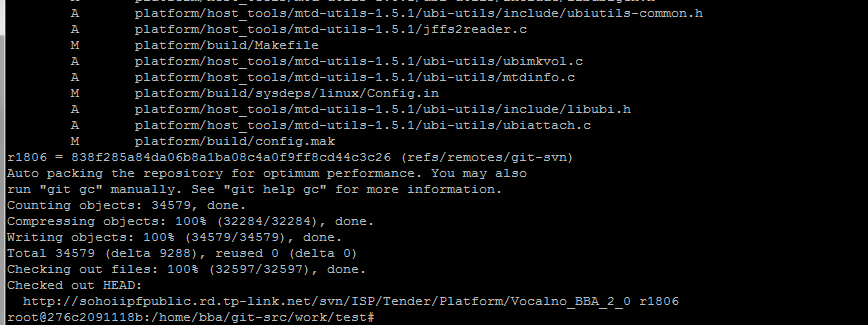 A platform/host_tools/mtd-utils-1.5.1/ubi-utils/include/ubiutils-common.h
A platform/host_tools/mtd-utils-1.5.1/jffs2reader.c
M platform/build/Makefile
A platform/host_tools/mtd-utils-1.5.1/ubi-utils/ubimkvol.c
A platform/host_tools/mtd-utils-1.5.1/ubi-utils/mtdinfo.c
M platform/build/sysdeps/linux/Config.in
A platform/host_tools/mtd-utils-1.5.1/ubi-utils/include/libubi.h
A platform/host_tools/mtd-utils-1.5.1/ubi-utils/ubiattach.c
M platform/build/config.mak
r1806 = 838f285a84da06b8a1ba08c4a0f9ff8cd44c3c26 (refs/remotes/git-svn)
Auto packing the repository for optimum performance. You may also
run "git gc" manually. See "git help gc" for more information.
Counting objects: 34579, done.
Compressing objects: 100% (32284/32284), done.
Writing objects: 100% (34579/34579), done.
Total 34579 (delta 9288), reused 0 (delta 0)
Checking out files: 100% (32597/32597), done.
Checked out HEAD:
http://sohoiipfpublic.rd.tp-link.net/svn/ISP/Tender/Platform/Vocalno_BBA_2_0 r1806
root@276c2091118b:/home/bba/git-src/work/test#